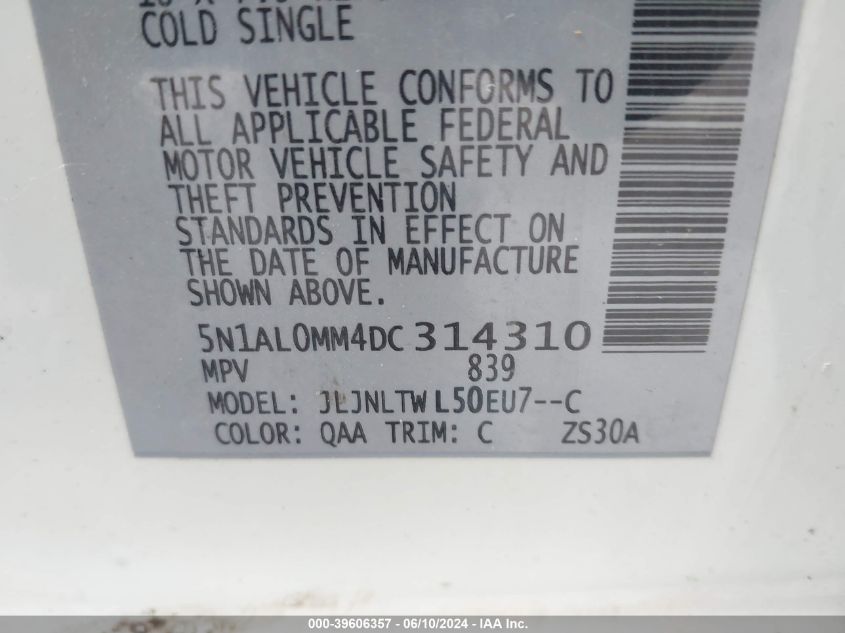 COLD SINGLE
THIS VEHICLE CONFORMS TO
ALL APPLICABLE FEDERAL
MOTOR VEHICLE SAFETY AND
THEFT PREVENTION
STANDARDS IN EFFECT ON
THE DATE OF MANUFACTURE
SHOWN ABOVE.
5N1AL0MM4DC314310
MPV 839
MODEL: JLJNLTWL50EU7--C
COLOR: QAA TRIM: C ZS30A
000-39606357 - 06/10/2024 - IAA Inc.